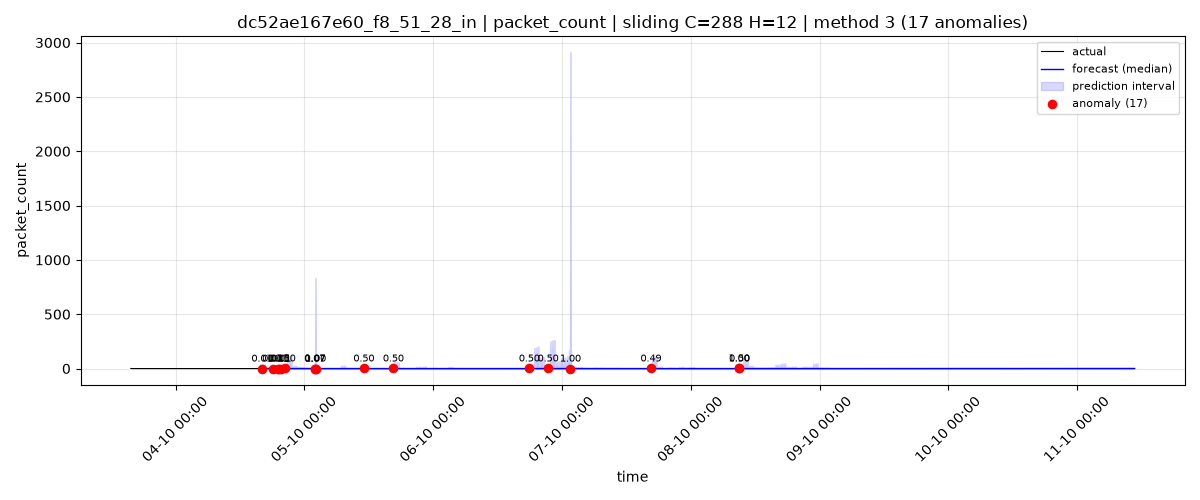 dc52ae167e60_f8_51_28_in | packet_count | sliding C=288 H=12 | method 3 (17 anomalies)
actual
forecast (median)
prediction interval
anomaly (17)
packet_count
3000
2500
2000
1500
1000
500
0
0.50 0.50 0.50 0.50 1.00 0.49
04-10 00:00
05-10 00:00
06-10 00:00
07-10 00:00
08-10 00:00
09-10 00:00
10-10 00:00
11-10 00:00
time